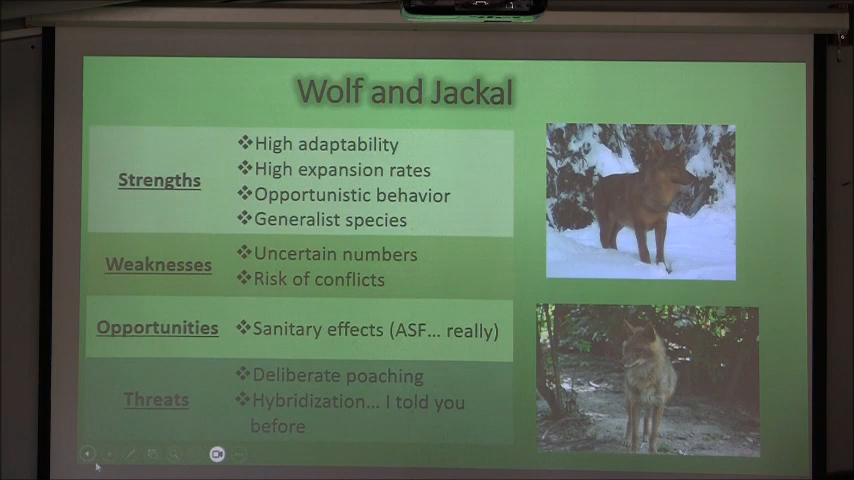 Wolf and Jackal
Strengths
❖High adaptability
❖High expansion rates
❖Opportunistic behavior
❖Generalist species
Weaknesses
❖Uncertain numbers
❖Risk of conflicts
Opportunities
❖Sanitary effects (ASF... really)
Threats
❖Deliberate poaching
❖Hybridization... I told you
before